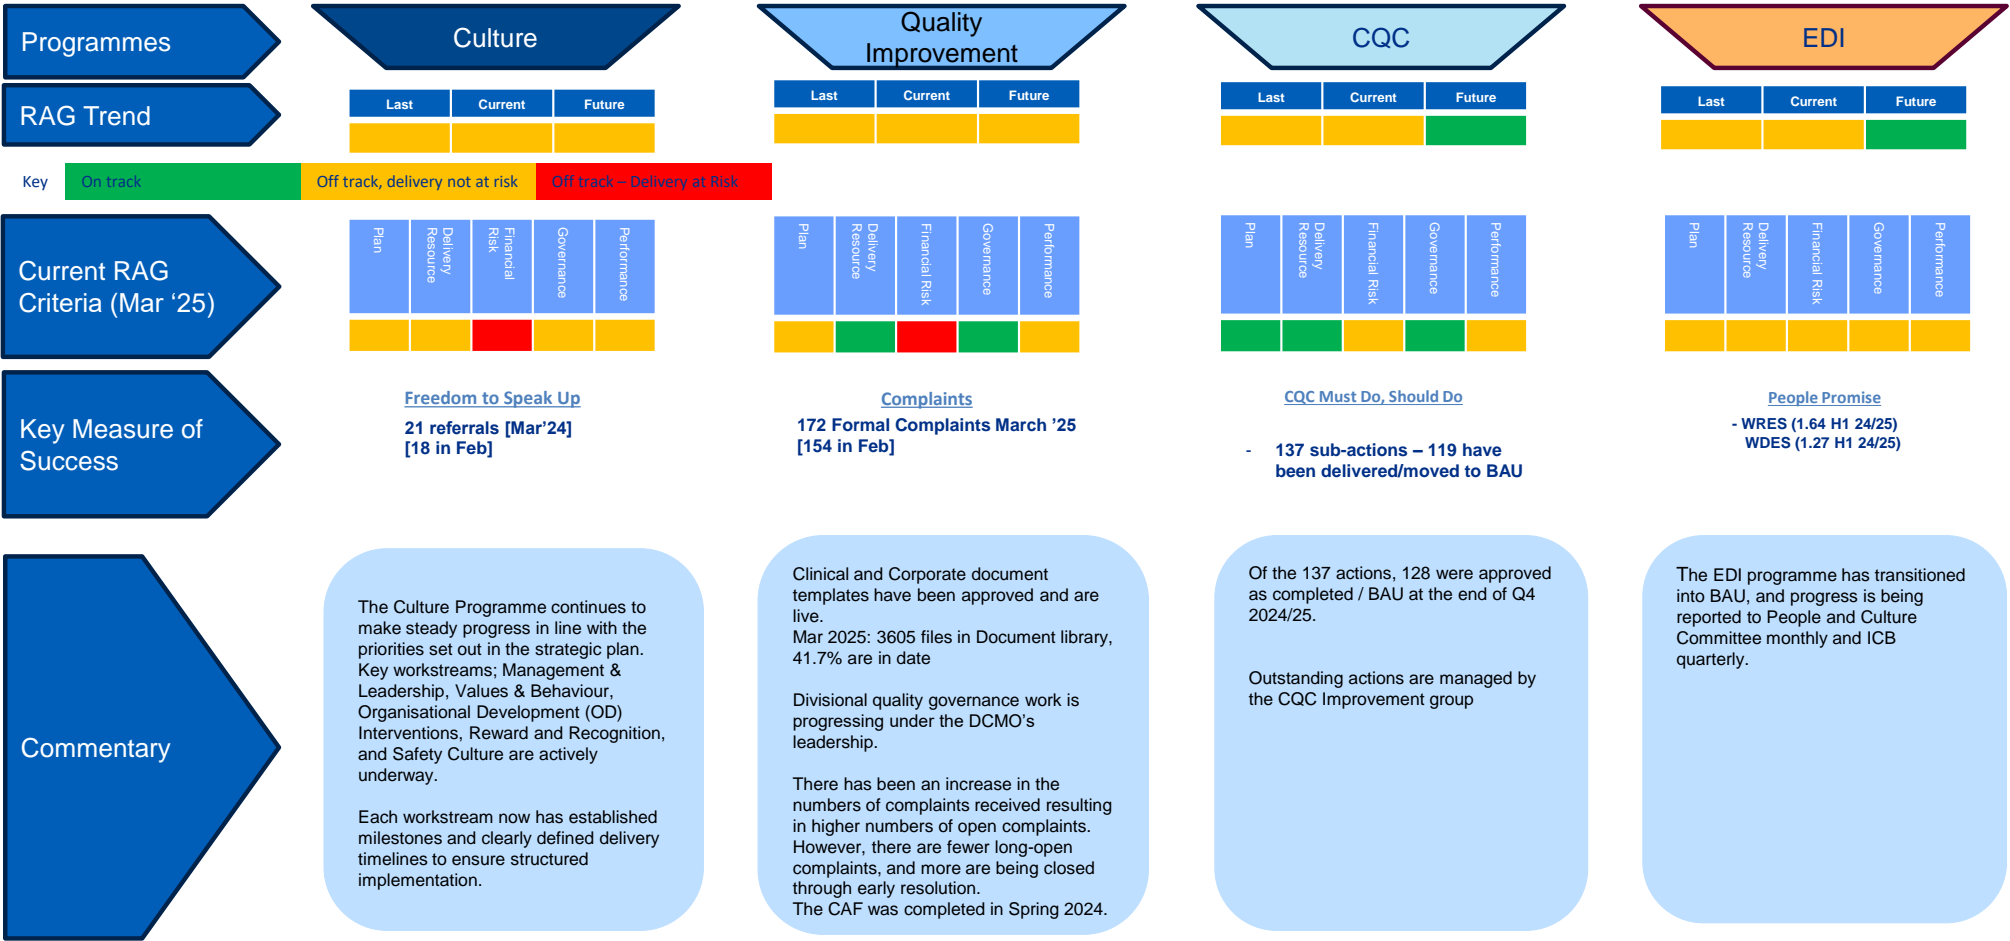 Programmes
Culture
Quality
Improvement
CQC
EDI
RAG Trend
Last Current Future
Last Current Future
Last Current Future
Last Current Future
Key
On track
Off track, delivery not at risk
Off track – Delivery at Risk
Current RAG
Criteria (Mar ‘25)
Plan
Delivery
Resource
Financial
Risk
Governance
Performance
Plan
Delivery
Resource
Financial Risk
Governance
Performance
Plan
Delivery
Resource
Financial Risk
Governance
Performance
Plan
Delivery
Resource
Financial Risk
Governance
Performance
Key Measure of
Success
Freedom to Speak Up
21 referrals [Mar’24]
[18 in Feb]
Complaints
172 Formal Complaints March ’25
[154 in Feb]
CQC Must Do, Should Do
- 137 sub-actions – 119 have
been delivered/moved to BAU
People Promise
- WRES (1.64 H1 24/25)
WDES (1.27 H1 24/25)
Commentary
The Culture Programme continues to
make steady progress in line with the
priorities set out in the strategic plan.
Key workstreams; Management &
Leadership, Values & Behaviour,
Organisational Development (OD)
Interventions, Reward and Recognition,
and Safety Culture are actively
underway.
Each workstream now has established
milestones and clearly defined delivery
timelines to ensure structured
implementation.
Clinical and Corporate document
templates have been approved and are
live.
Mar 2025: 3605 files in Document library,
41.7% are in date
Divisional quality governance work is
progressing under the DCMO’s
leadership.
There has been an increase in the
numbers of complaints received resulting
in higher numbers of open complaints.
However, there are fewer long-open
complaints, and more are being closed
through early resolution.
The CAF was completed in Spring 2024.
Of the 137 actions, 128 were approved
as completed / BAU at the end of Q4
2024/25.
Outstanding actions are managed by
the CQC Improvement group
The EDI programme has transitioned
into BAU, and progress is being
reported to People and Culture
Committee monthly and ICB
quarterly.